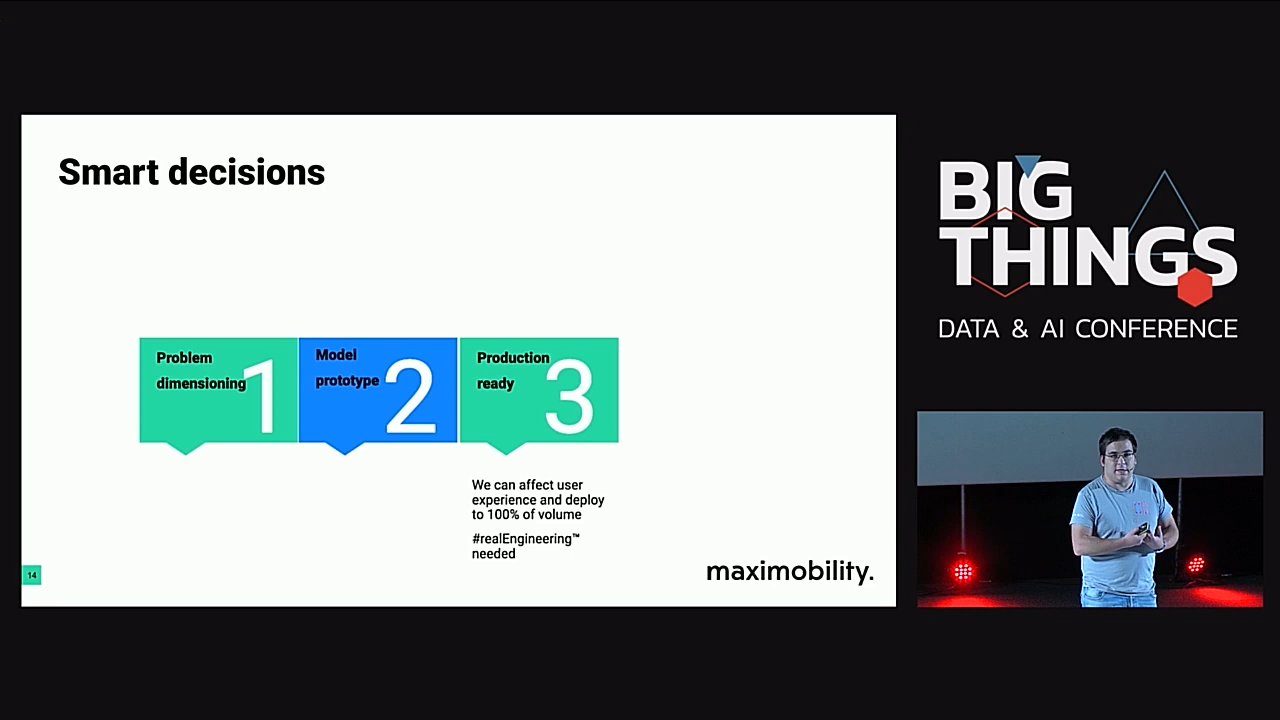 Smart decisions
Problem
dimensioning
1
Model
prototype
2
Production
ready
3
We can affect user
experience and deploy
to 100% of volume
#realEngineering™
needed
14
maximobility.
BIG
THINGS
DATA & AI CONFERENCE